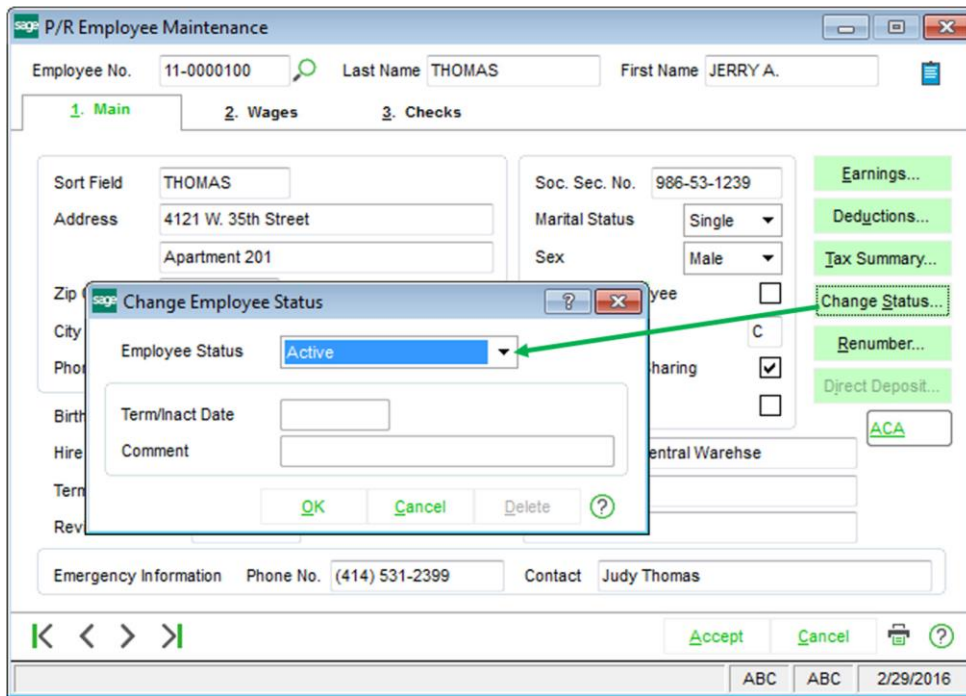 sage P/R Employee Maintenance
Employee No. 11-0000100 Last Name THOMAS First Name JERRY A.
1. Main 2. Wages 3. Checks
Sort Field THOMAS Soc. Sec. No. 986-53-1239 Earnings...
Address 4121 W. 35th Street Marital Status Single Deductions...
Apartment 201 Sex Male Tax Summary...
Zip
sage Change Employee Status ? yee Change Status...
City C
Employee Status Active Renumber...
Phon haring Direct Deposit...
Birth Term/Inact Date ACA
Hire Comment entral Warehse
Term
OK Cancel Delete ?
Revi
Emergency Information Phone No. (414) 531-2399 Contact Judy Thomas
Accept Cancel ?
ABC ABC 2/29/2016